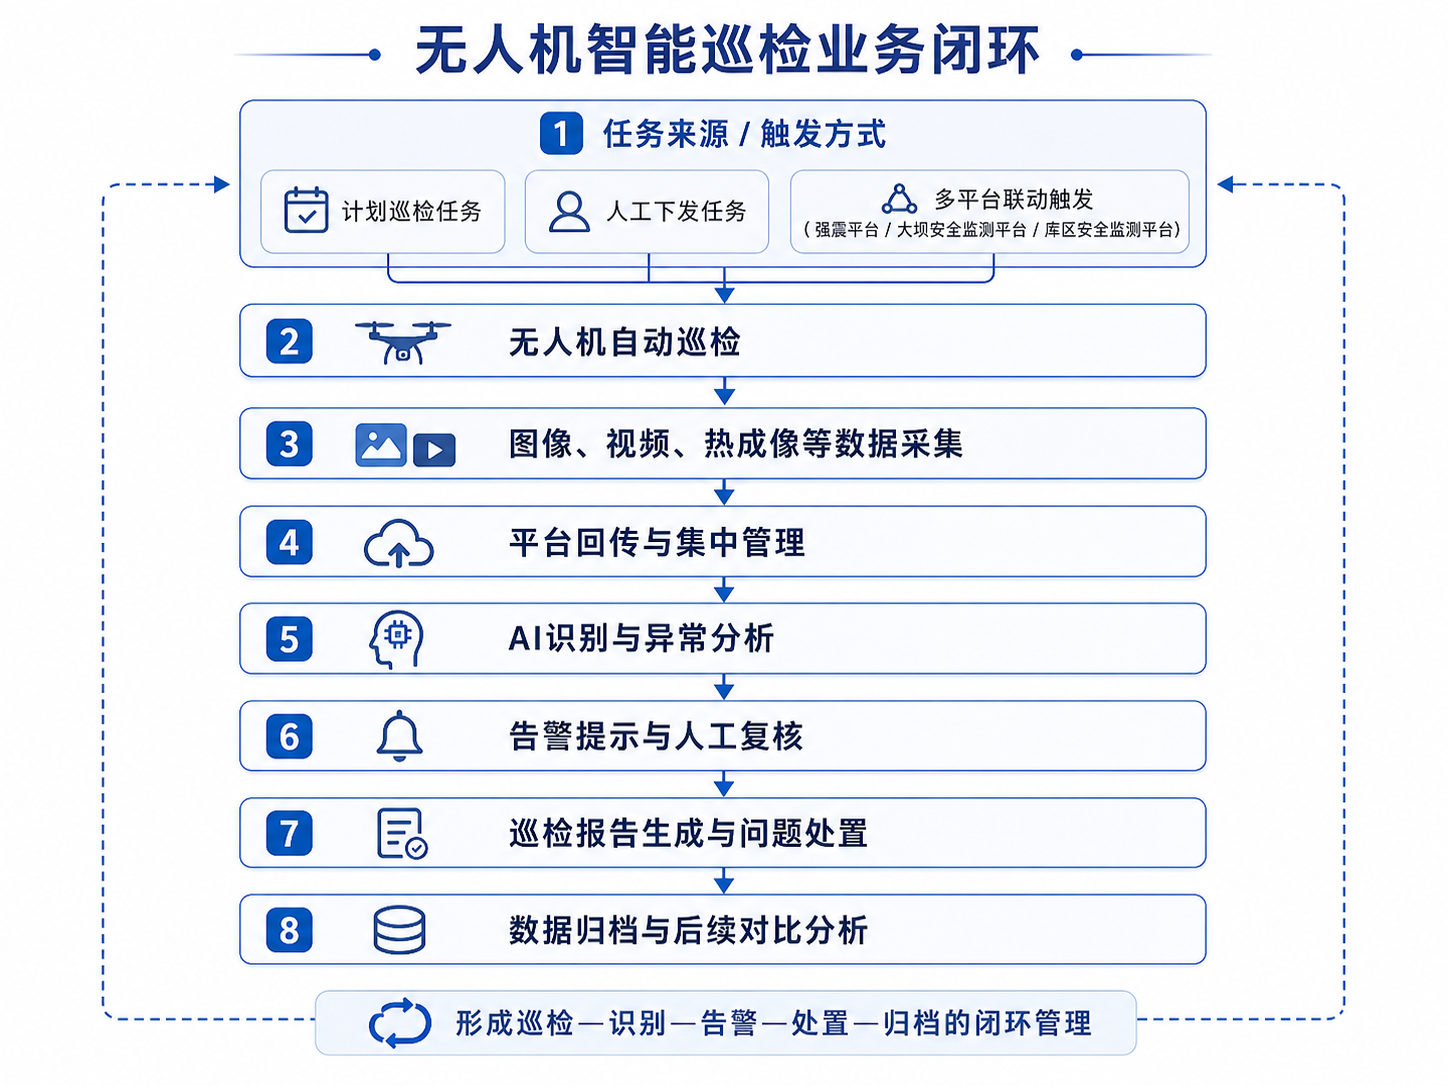 无人机智能巡检业务闭环
1 任务来源 / 触发方式
计划巡检任务
人工下发任务
多平台联动触发
(强震平台 / 大坝安全监测平台 / 库区安全监测平台)
2 无人机自动巡检
3 图像、视频、热成像等数据采集
4 平台回传与集中管理
5 AI识别与异常分析
6 告警提示与人工复核
7 巡检报告生成与问题处置
8 数据归档与后续对比分析
形成巡检—识别—告警—处置—归档的闭环管理